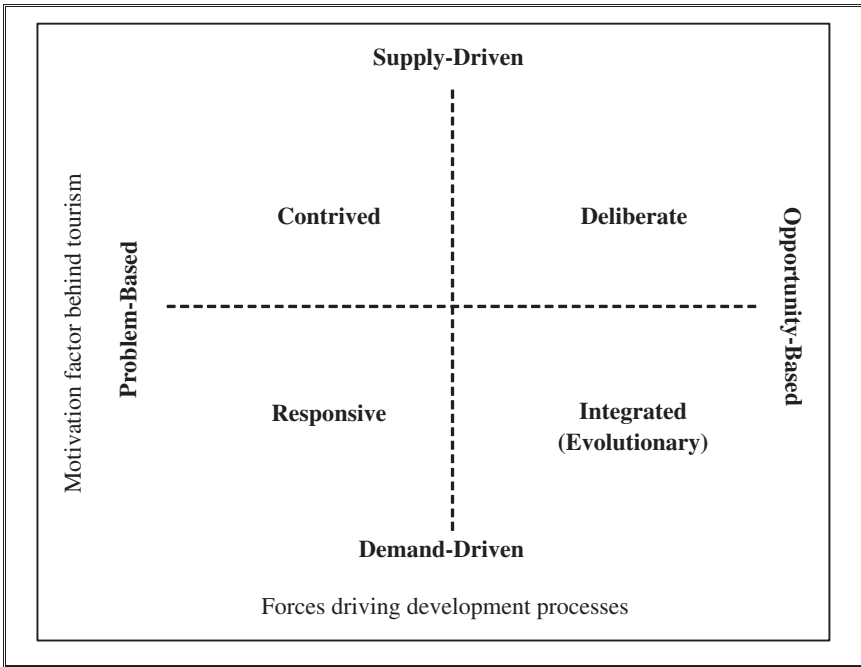 Supply-Driven
Motivation factor behind tourism
Problem-Based
Contrived
Deliberate
Opportunity-Based
Responsive
Integrated
(Evolutionary)
Demand-Driven
Forces driving development processes